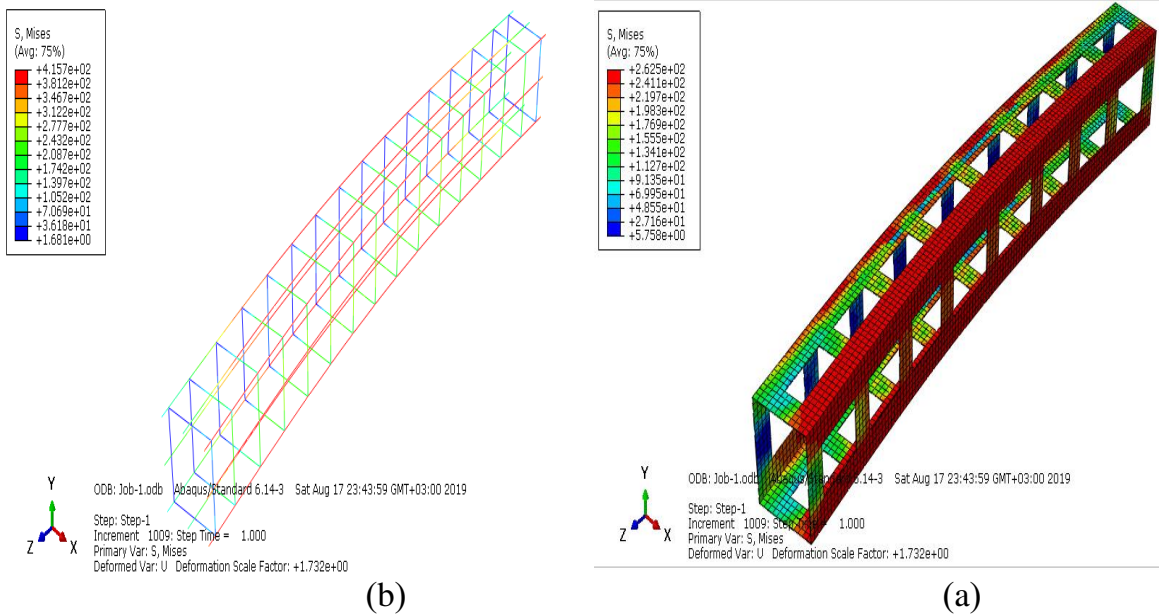 S, Mises
(Avg: 75%)
+4.157e+02
+3.812e+02
+3.467e+02
+3.122e+02
+2.777e+02
+2.432e+02
+2.087e+02
+1.742e+02
+1.397e+02
+1.052e+02
+7.069e+01
+3.618e+01
+1.681e+00
Y
Z
X
ODB: Job-1.odb Abaqus/Standard 6.14-3 Sat Aug 17 23:43:59 GMT+03:00 2019
Step: Step-1
Increment 1009: Step Time = 1.000
Primary Var: S, Mises
Deformed Var: U Deformation Scale Factor: +1.732e+00
(b)
S, Mises
(Avg: 75%)
+2.625e+02
+2.411e+02
+2.197e+02
+1.983e+02
+1.769e+02
+1.555e+02
+1.341e+02
+1.127e+02
+9.135e+01
+6.995e+01
+4.855e+01
+2.716e+01
+5.758e+00
Y
Z
X
ODB: Job-1.odb Abaqus/Standard 6.14-3 Sat Aug 17 23:43:59 GMT+03:00 2019
Step: Step-1
Increment 1009: Step Time = 1.000
Primary Var: S, Mises
Deformed Var: U Deformation Scale Factor: +1.732e+00
(a)